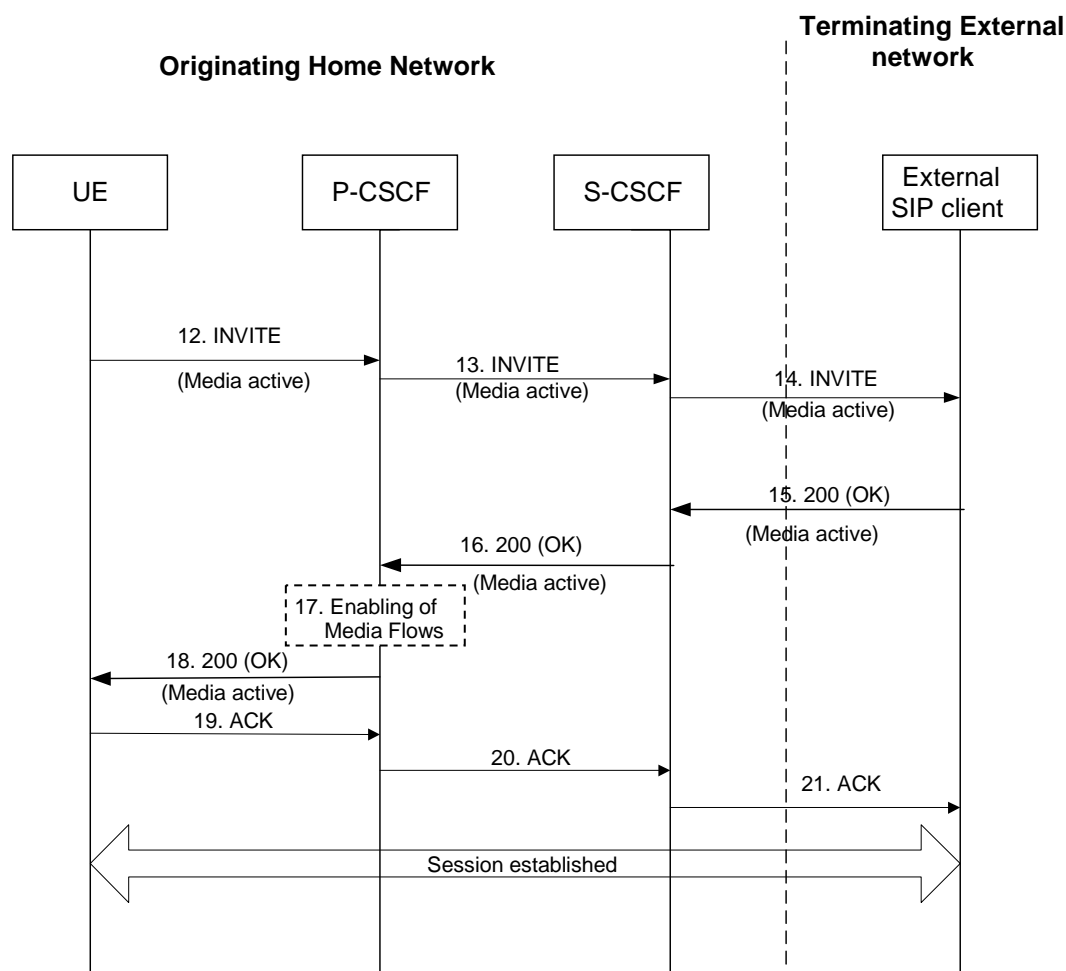 Terminating External
network
Originating Home Network
UE
P-CSCF
S-CSCF
External
SIP client
12. INVITE
(Media active)
13. INVITE
(Media active)
14. INVITE
(Media active)
15. 200 (OK)
(Media active)
16. 200 (OK)
(Media active)
17. Enabling of
Media Flows
18. 200 (OK)
(Media active)
19. ACK
20. ACK
21. ACK
Session established